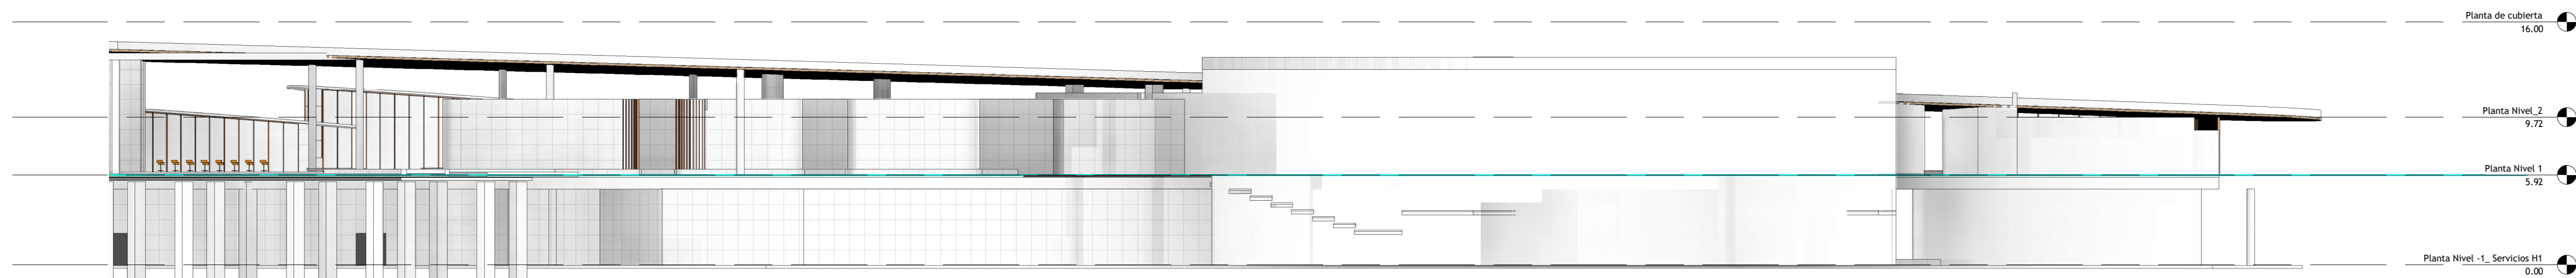 Planta de cubierta
16.00
Planta Nivel_2
9.72
Planta Nivel 1
5.92
Planta Nivel -1_ Servicios H1
0.00